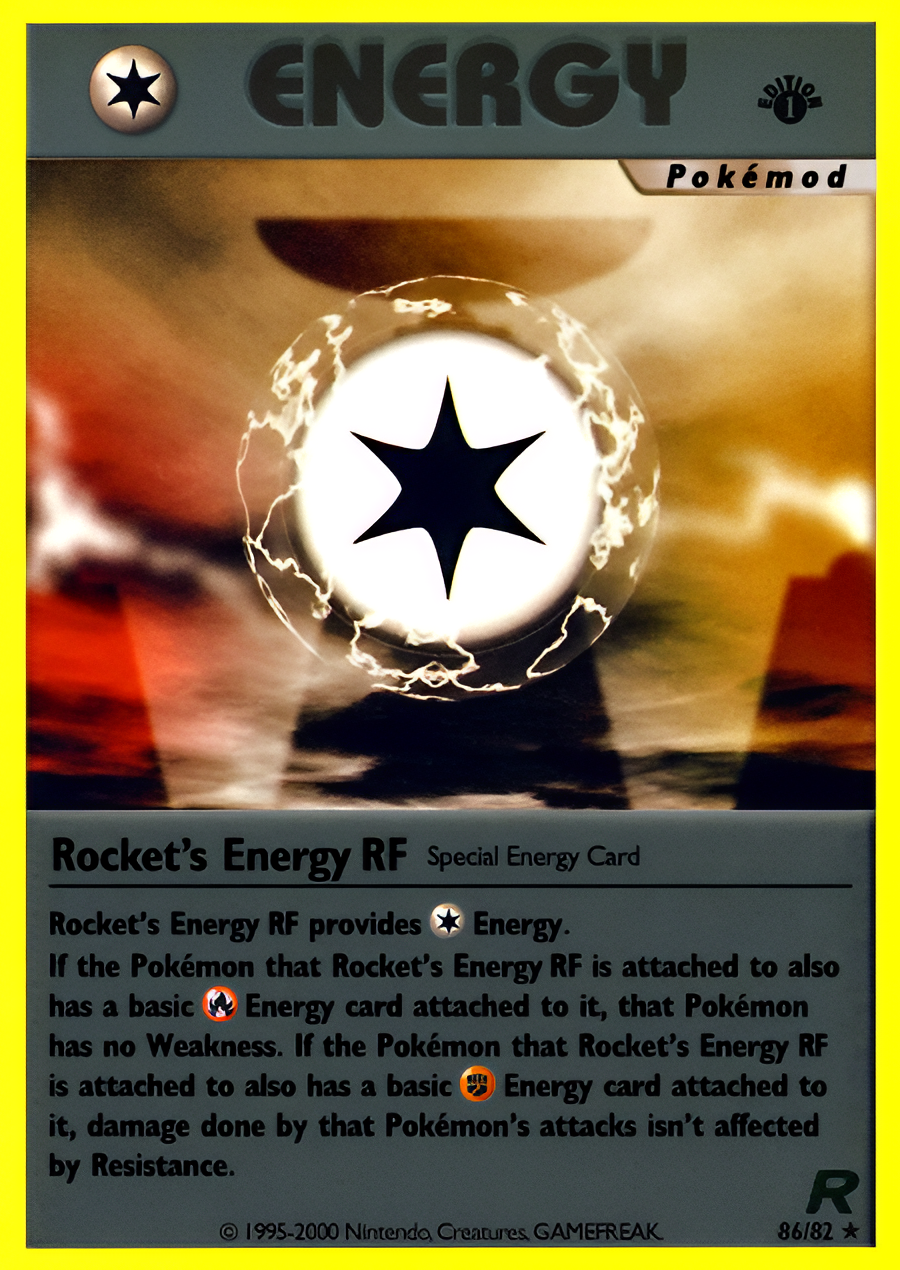 ENERGY
EDITION
1
Pokémod
Rocket's Energy RF Special Energy Card
Rocket's Energy RF provides Energy.
If the Pokémon that Rocket's Energy RF is attached to also
has a basic Energy card attached to it, that Pokémon
has no Weakness. If the Pokémon that Rocket's Energy RF
is attached to also has a basic Energy card attached to
it, damage done by that Pokémon's attacks isn't affected
by Resistance.
R
© 1995-2000 Nintendo, Creatures, GAMEFREAK.
86/82 ★